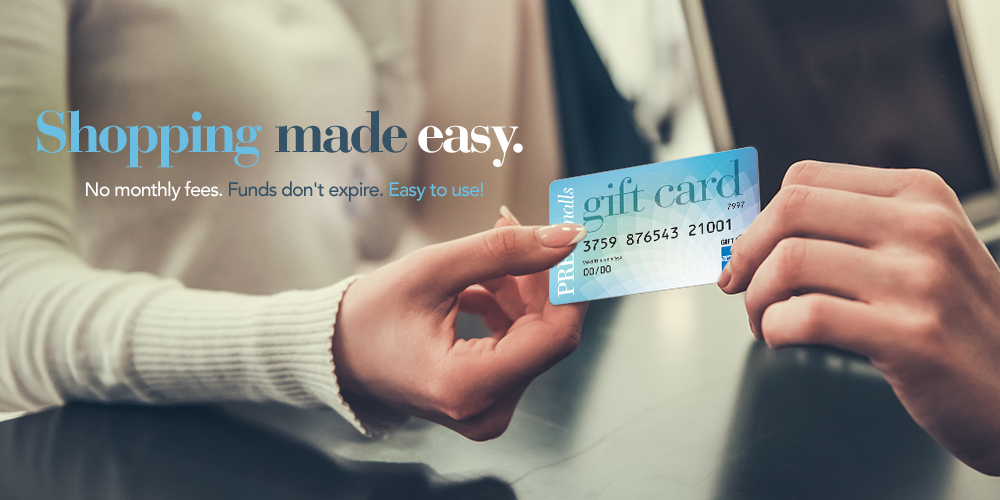 Shopping made easy.
No monthly fees. Funds don't expire. Easy to use!
gift card
7997
3759 876543 21001
00/00